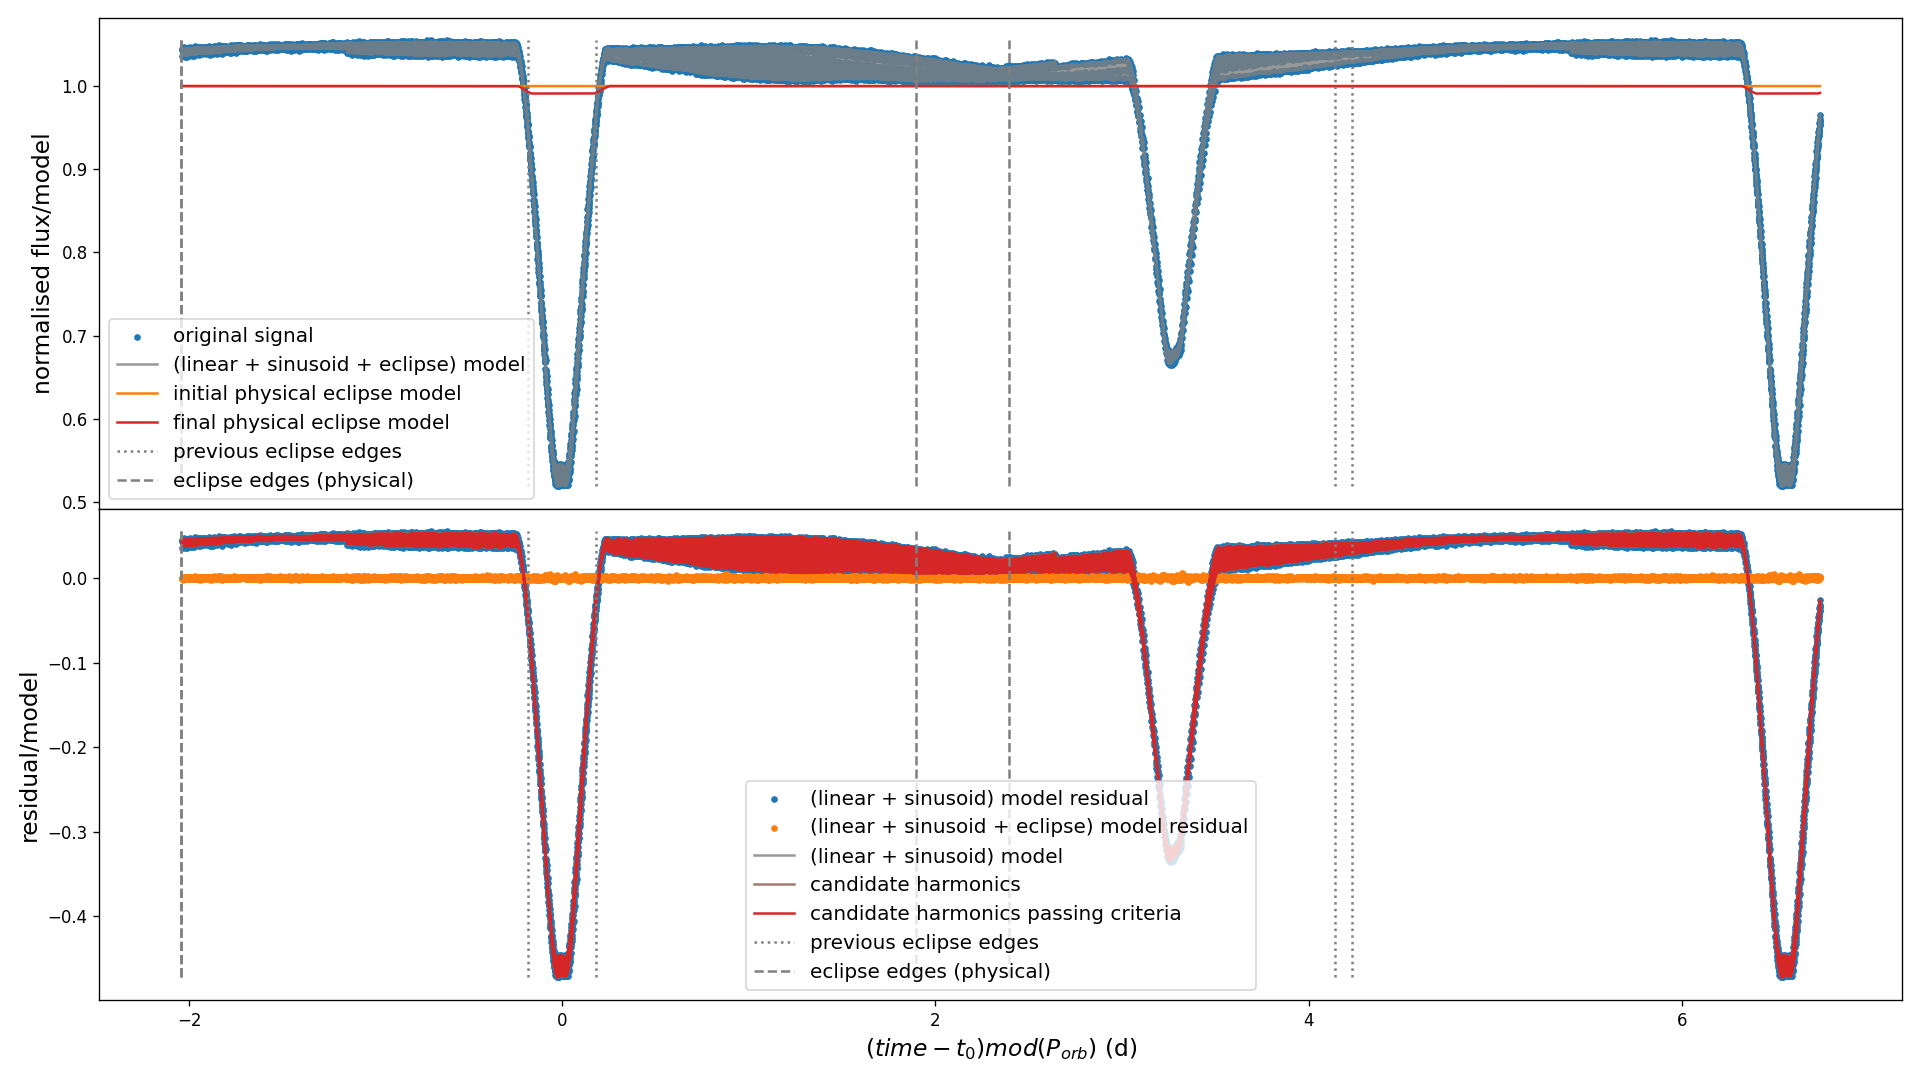 normalised flux/model
1.0
0.9
0.8
0.7
0.6
0.5
original signal
(linear + sinusoid + eclipse) model
initial physical eclipse model
final physical eclipse model
previous eclipse edges
eclipse edges (physical)
residual/model
0.0
−0.1
−0.2
−0.3
−0.4
(linear + sinusoid) model residual
(linear + sinusoid + eclipse) model residual
(linear + sinusoid) model
candidate harmonics
candidate harmonics passing criteria
previous eclipse edges
eclipse edges (physical)
−2 0 2 4 6
(time − t₀)mod(Pₒᵣb) (d)